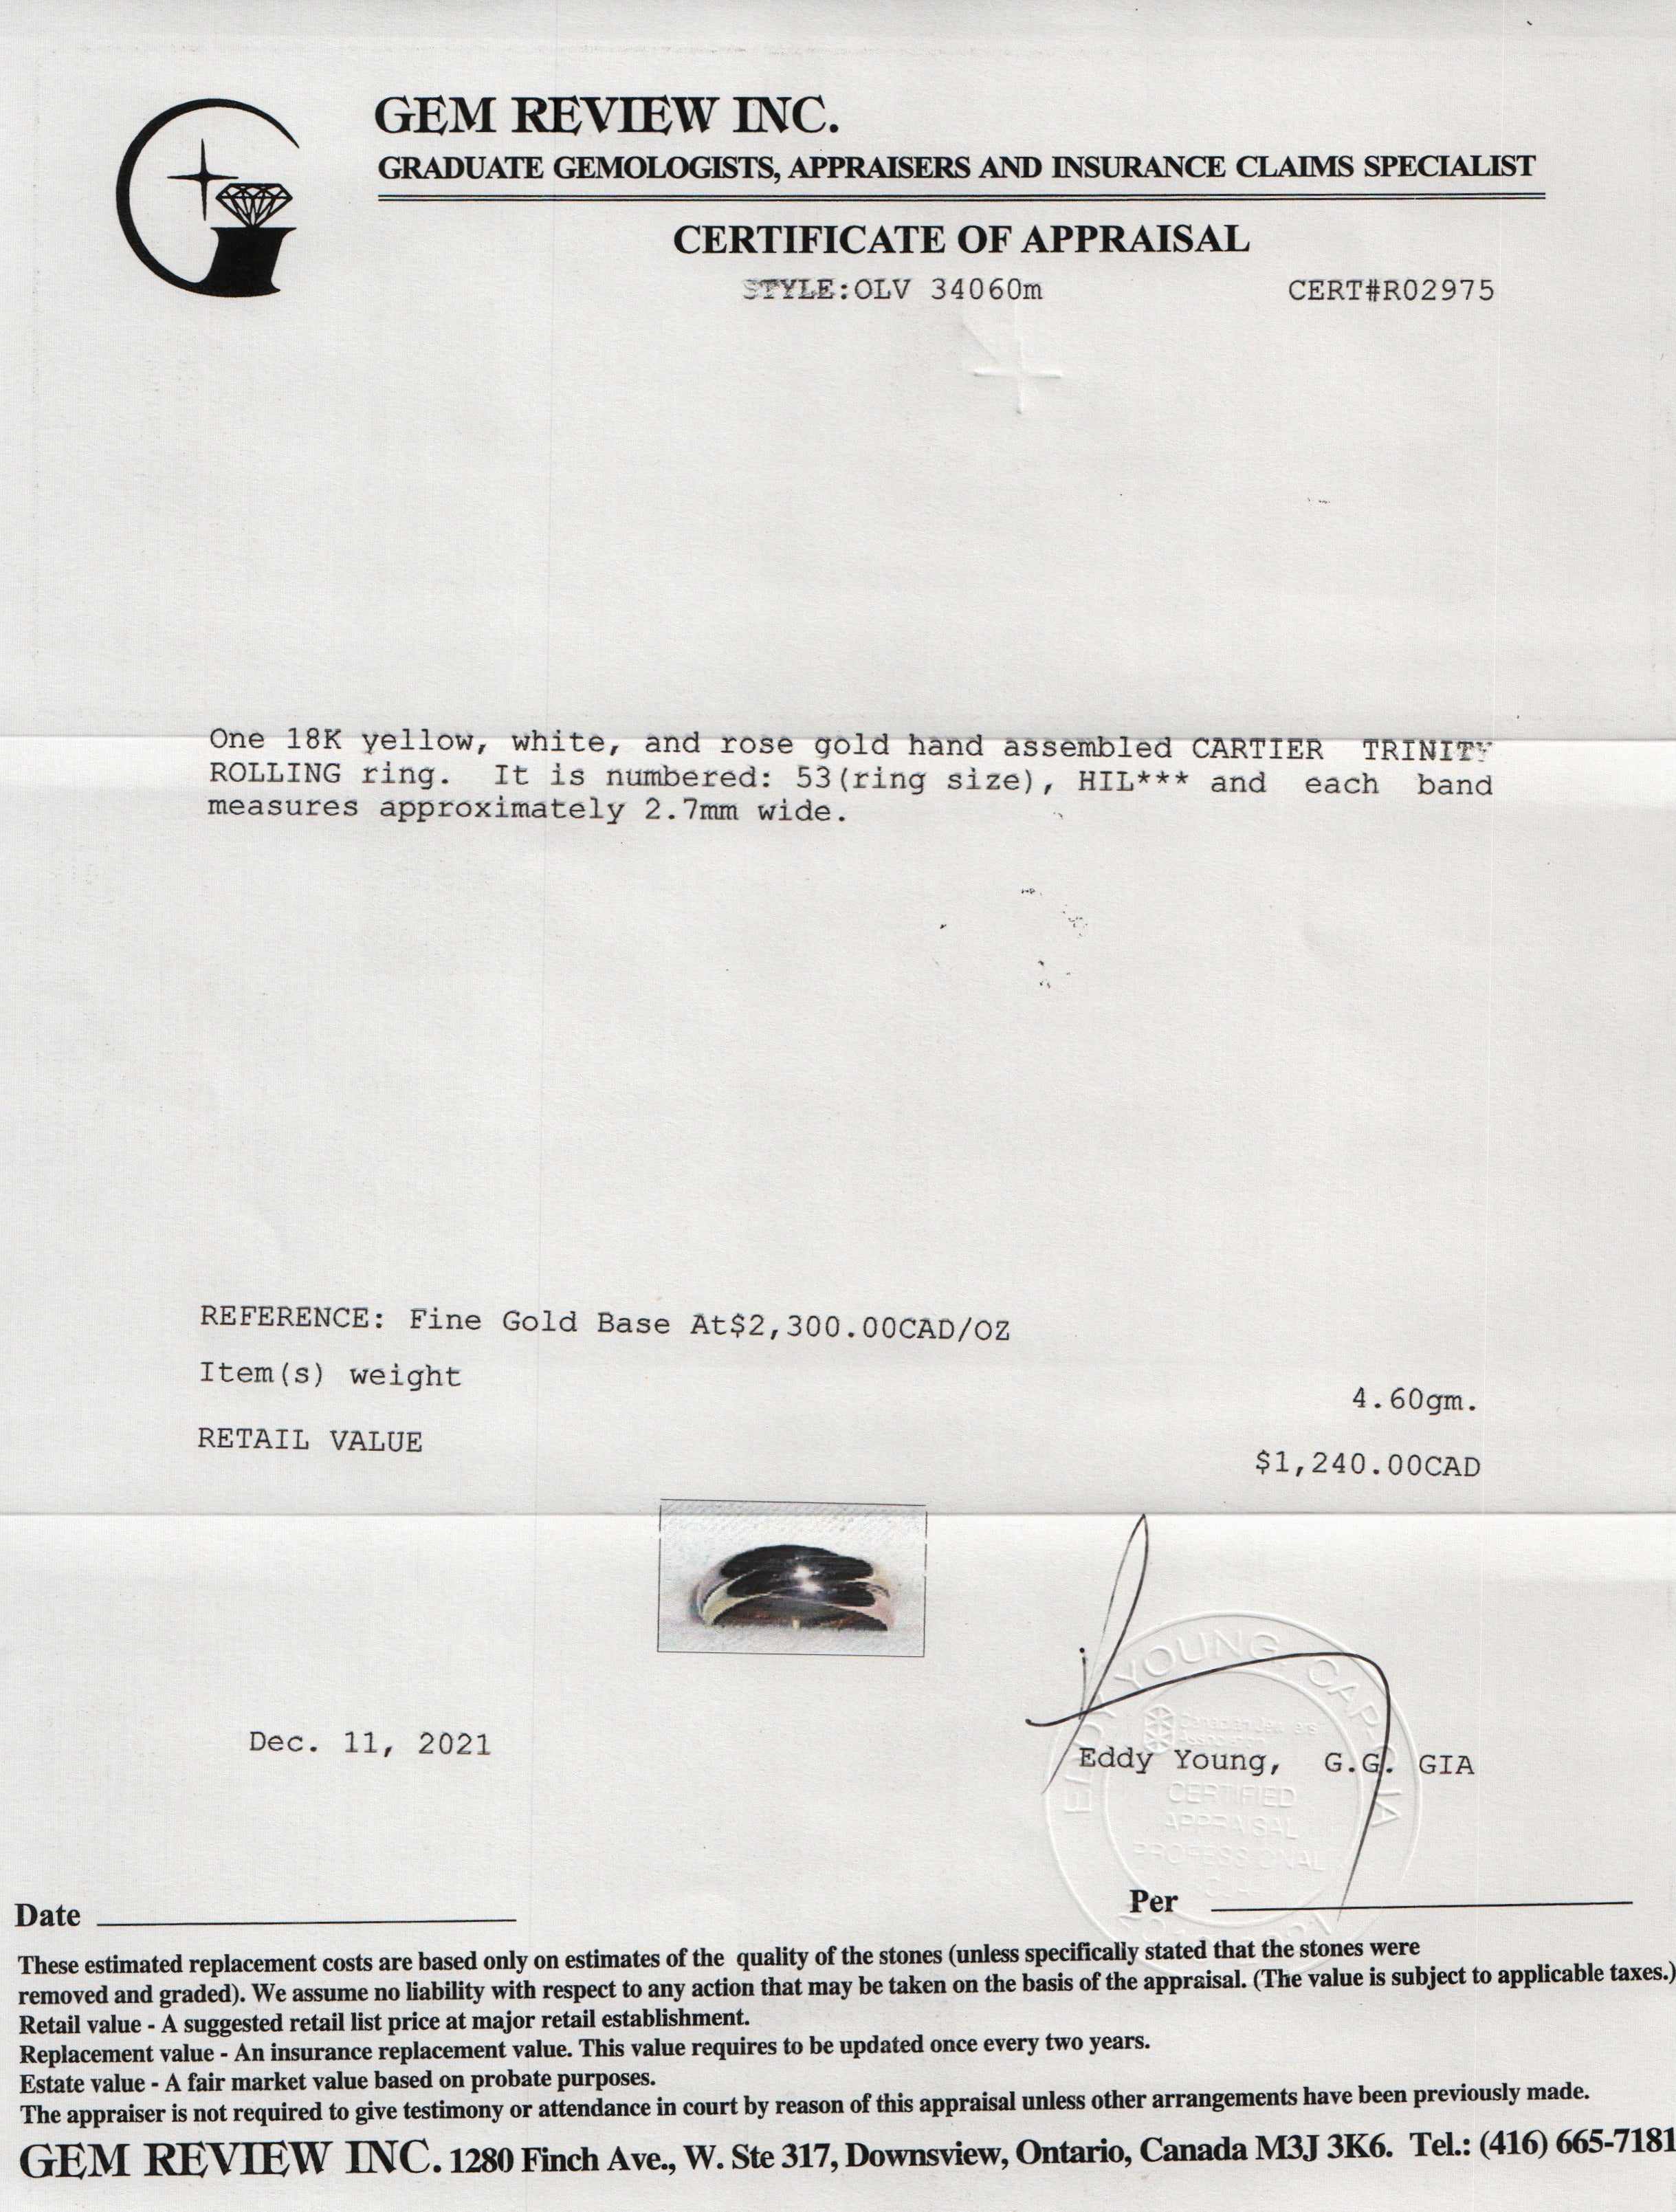 GEM REVIEW INC.
GRADUATE GEMOLOGISTS, APPRAISERS AND INSURANCE CLAIMS SPECIALIST
CERTIFICATE OF APPRAISAL
STYLE:OLV 34060m CERT#R02975
One 18K yellow, white, and rose gold hand assembled CARTIER TRINITY
ROLLING ring. It is numbered: 53(ring size), HIL*** and each band
measures approximately 2.7mm wide.
REFERENCE: Fine Gold Base At$2,300.00CAD/OZ
Item(s) weight 4.60gm.
RETAIL VALUE $1,240.00CAD
Dec. 11, 2021
EDDY YOUNG, CAP, GIA
Canadian Jewellers
Association
Eddy Young, G.G. GIA
CERTIFIED
APPRAISAL
PROFESSIONAL
Date
Per
These estimated replacement costs are based only on estimates of the quality of the stones (unless specifically stated that the stones were
removed and graded). We assume no liability with respect to any action that may be taken on the basis of the appraisal. (The value is subject to applicable taxes.)
Retail value - A suggested retail list price at major retail establishment.
Replacement value - An insurance replacement value. This value requires to be updated once every two years.
Estate value - A fair market value based on probate purposes.
The appraiser is not required to give testimony or attendance in court by reason of this appraisal unless other arrangements have been previously made.
GEM REVIEW INC. 1280 Finch Ave., W. Ste 317, Downsview, Ontario, Canada M3J 3K6. Tel.: (416) 665-7181